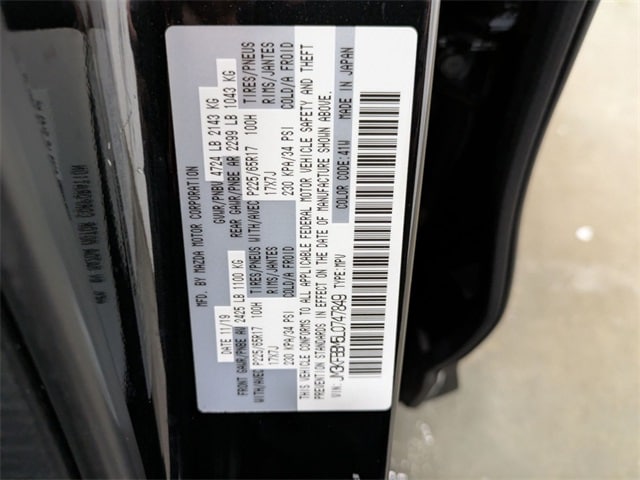 MFD. BY MAZDA MOTOR CORPORATION
DATE 11/19 GVWR/PNBV 4724 LB 2143 KG
FRONT GAWR/PNBE AV 2425 LB 1100 KG REAR GAWR/PNBE AR 2299 LB 1043 KG
WITH/AVEC P225/65R17 100H TIRES/PNEUS WITH/AVEC P225/65R17 100H TIRES/PNEUS
17X7J RIMS/JANTES 17X7J RIMS/JANTES
230 KPA/34 PSI COLD/A FROID 230 KPA/34 PSI COLD/A FROID
THIS VEHICLE CONFORMS TO ALL APPLICABLE FEDERAL MOTOR VEHICLE SAFETY AND THEFT
PREVENTION STANDARDS IN EFFECT ON THE DATE OF MANUFACTURE SHOWN ABOVE.
VIN: JM3KFBBM5L0747849 TYPE:MPV COLOR CODE:41W MADE IN JAPAN